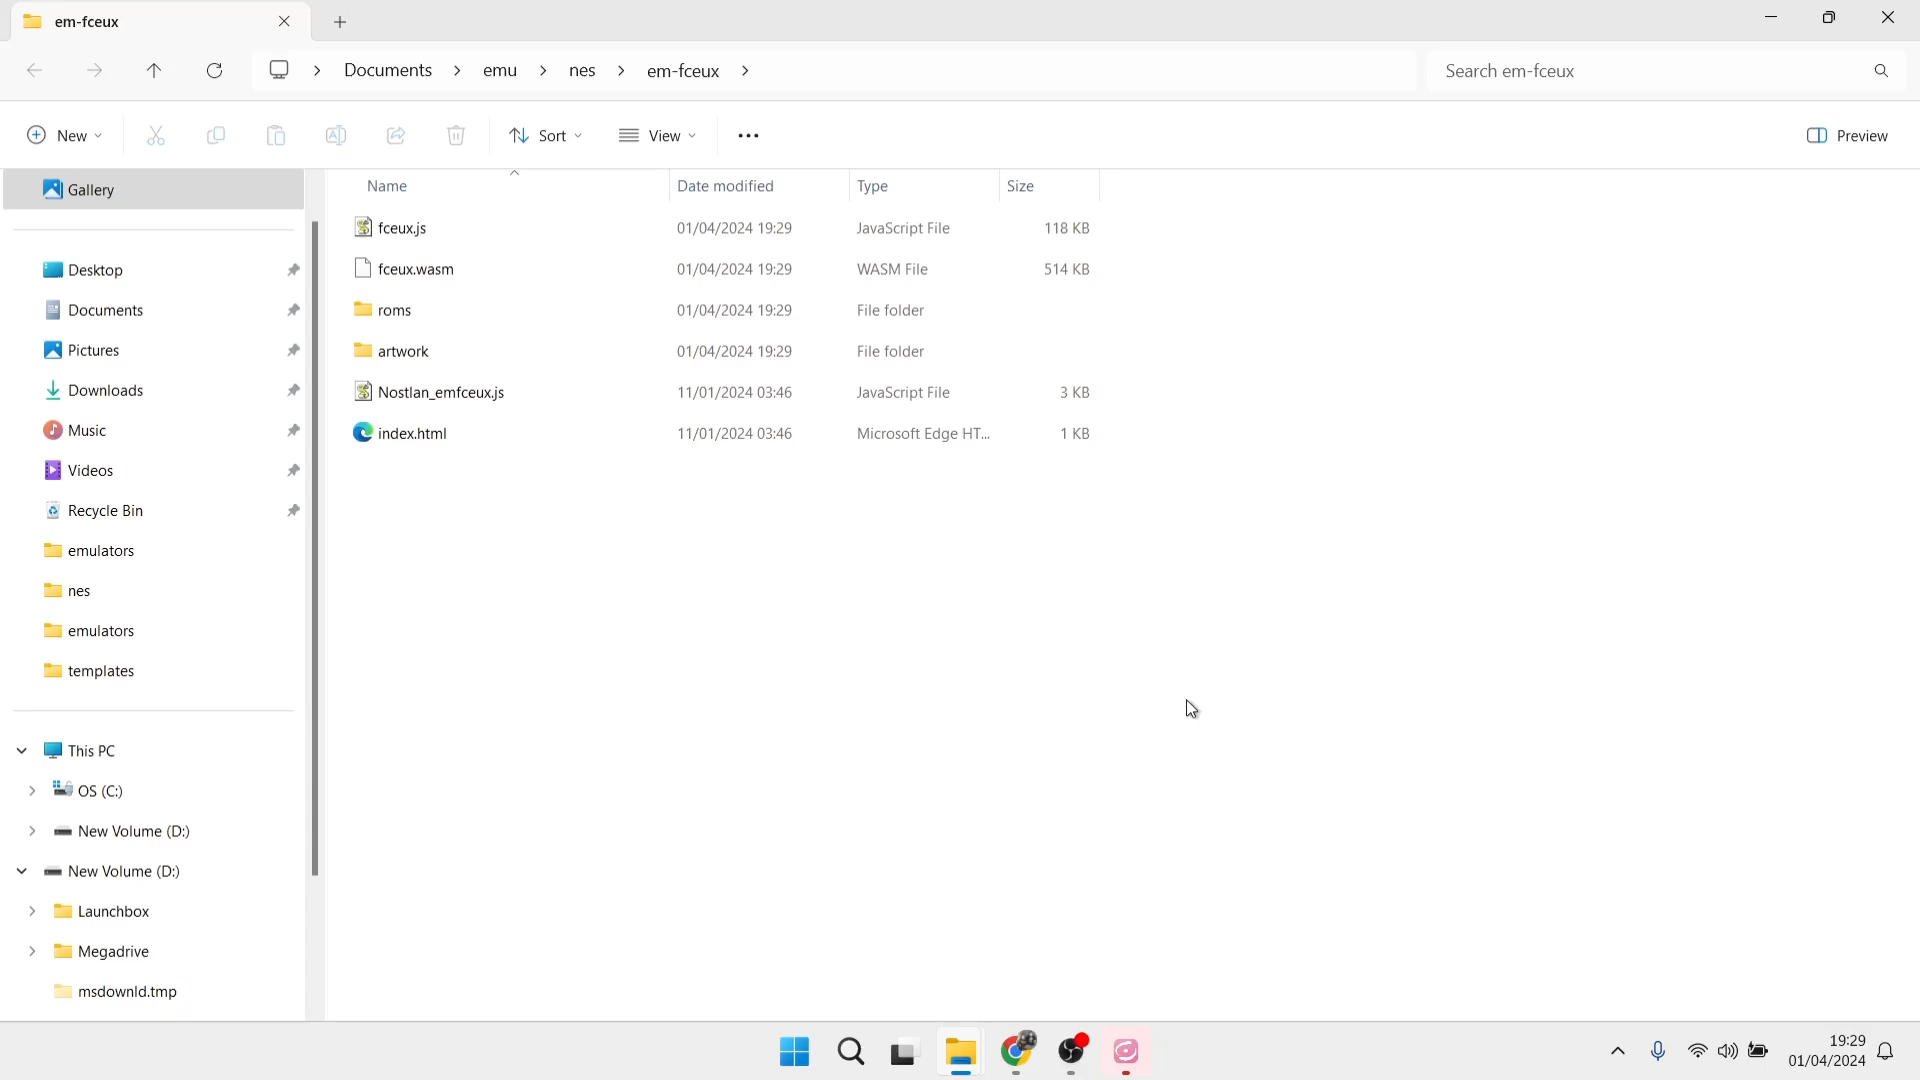 em-fceux
Documents
emu
nes
em-fceux
Search em-fceux
New
Sort
View
Preview
Gallery
Desktop
Documents
Pictures
Downloads
Music
Videos
Recycle Bin
emulators
nes
emulators
templates
This PC
OS (C:)
New Volume (D:)
New Volume (D:)
Launchbox
Megadrive
msdownld.tmp
Name Date modified Type Size
fceux.js 01/04/2024 19:29 JavaScript File 118 KB
fceux.wasm 01/04/2024 19:29 WASM File 514 KB
roms 01/04/2024 19:29 File folder
artwork 01/04/2024 19:29 File folder
Nostlan_emfceux.js 11/01/2024 03:46 JavaScript File 3 KB
index.html 11/01/2024 03:46 Microsoft Edge HT... 1 KB
19:29
01/04/2024